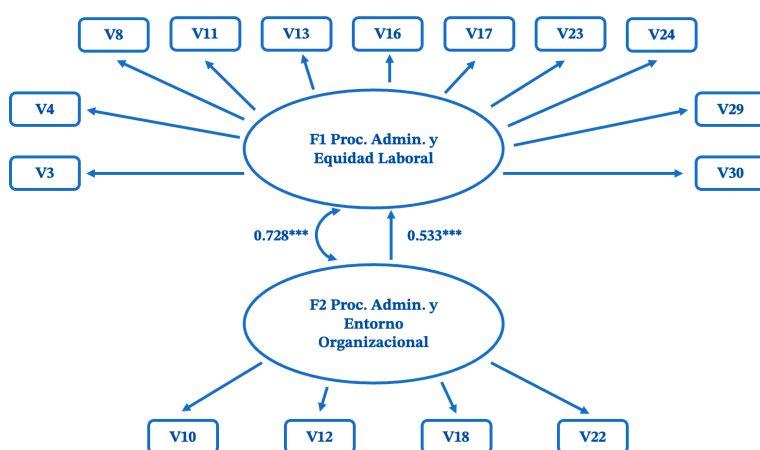 V8
V11
V13
V16
V17
V23
V24
V4
V29
V3
V30
F1 Proc. Admin. y
Equidad Laboral
0.728***
0.533***
F2 Proc. Admin. y
Entorno
Organizacional
V10
V12
V18
V22